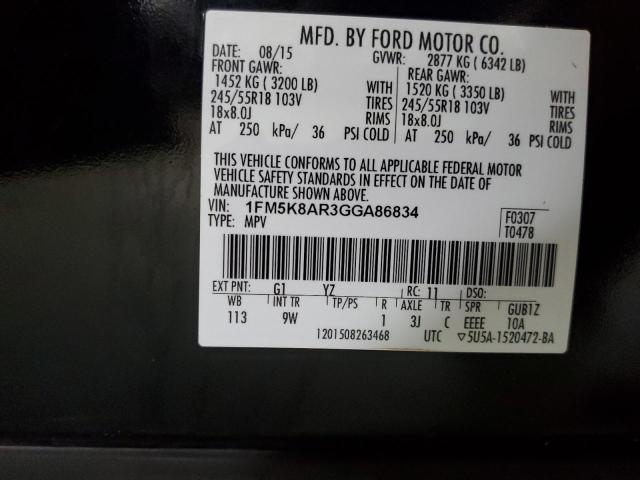 MFD. BY FORD MOTOR CO.
DATE: 08/15 GVWR: 2877 KG ( 6342 LB)
FRONT GAWR: REAR GAWR:
1452 KG ( 3200 LB) WITH 1520 KG ( 3350 LB) WITH
245/55R18 103V TIRES 245/55R18 103V TIRES
18x8.0J RIMS 18x8.0J RIMS
AT 250 kPa/ 36 PSI COLD AT 250 kPa/ 36 PSI COLD
THIS VEHICLE CONFORMS TO ALL APPLICABLE FEDERAL MOTOR
VEHICLE SAFETY STANDARDS IN EFFECT ON THE DATE OF
MANUFACTURE SHOWN ABOVE.
VIN: 1FM5K8AR3GGA86834 F0307
TYPE: MPV T0478
EXT PNT: G1 YZ RC: 11 DSO:
WB INT TR TP/PS R AXLE TR SPR GUB1Z
113 9W 1 3J C EEEE 10A
1201508263468 UTC ▽5U5A-1520472-BA